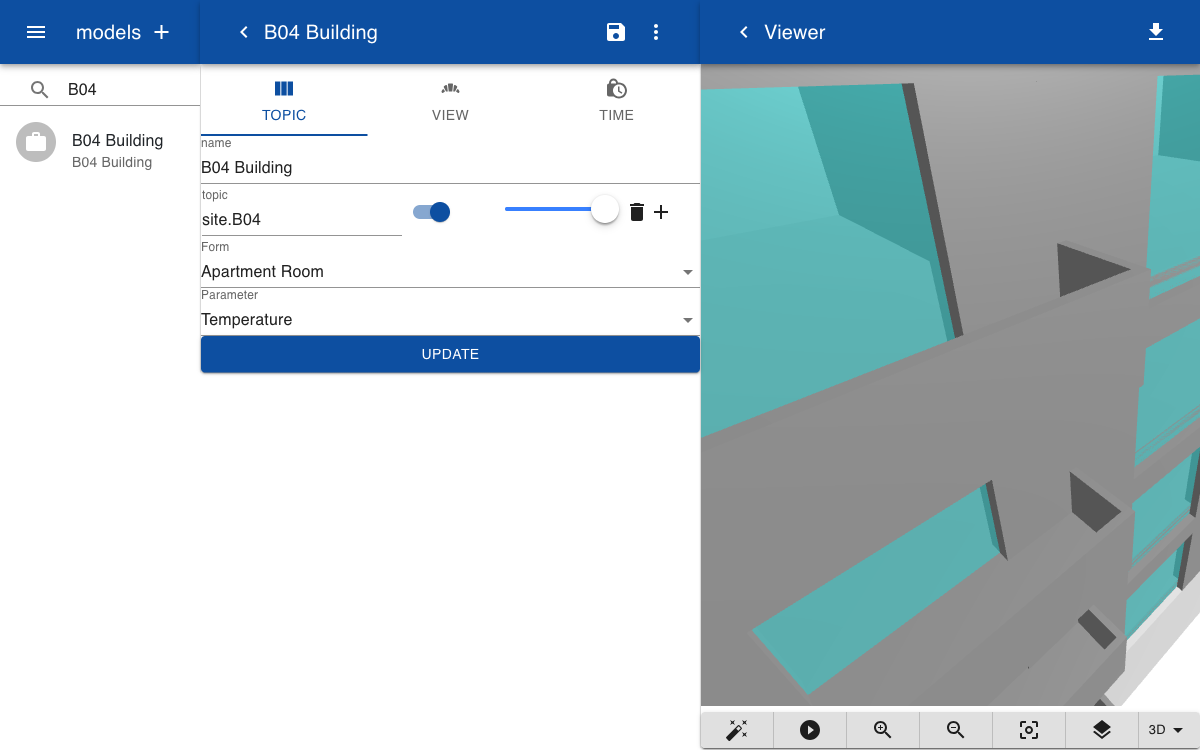 models
B04 Building
Viewer
B04
B04 Building
B04 Building
TOPIC
VIEW
TIME
name
B04 Building
topic
site.B04
Form
Apartment Room
Parameter
Temperature
UPDATE
3D